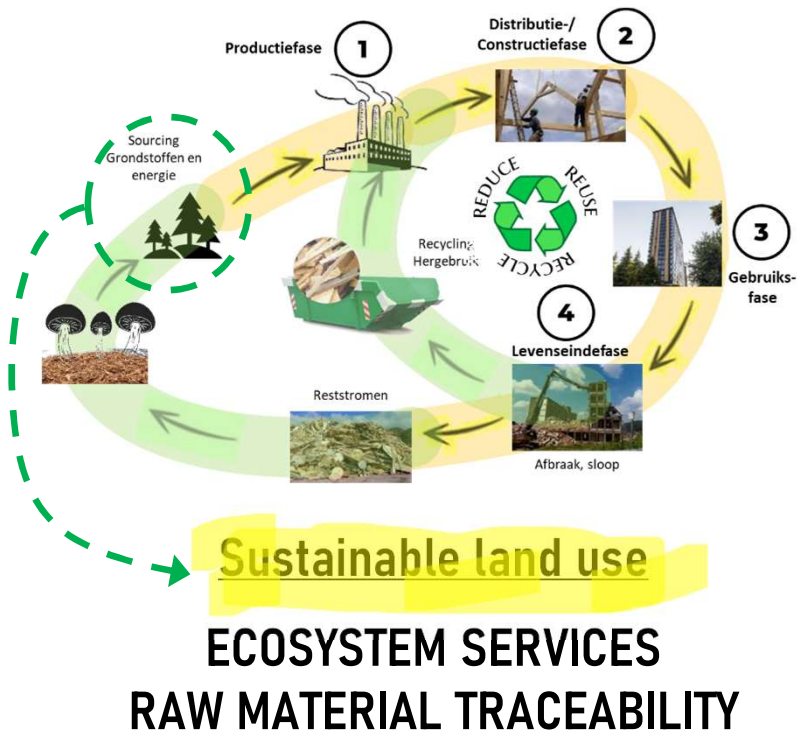 Productiefase
1
Distributie-/
Constructiefase
2
Sourcing
Grondstoffen en
energie
REDUCE
REUSE
RECYCLE
Recycling
Hergebruik
3
Gebruiks-
fase
4
Levenseindefase
Reststromen
Afbraak, sloop
Sustainable land use
ECOSYSTEM SERVICES
RAW MATERIAL TRACEABILITY